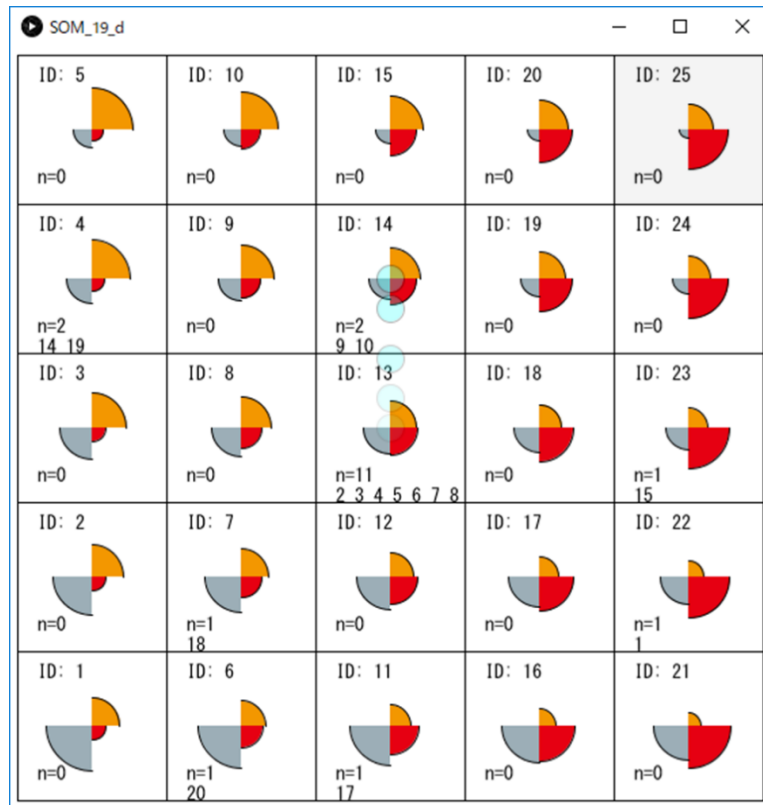 SOM_19_d
ID: 5
n=0
ID: 10
n=0
ID: 15
n=0
ID: 20
n=0
ID: 25
n=0
ID: 4
n=2
14 19
ID: 9
n=0
ID: 14
n=2
9 10
ID: 19
n=0
ID: 24
n=0
ID: 3
n=0
ID: 8
n=0
ID: 13
n=11
2 3 4 5 6 7 8
ID: 18
n=0
ID: 23
n=1
15
ID: 2
n=0
ID: 7
n=1
18
ID: 12
n=0
ID: 17
n=0
ID: 22
n=1
1
ID: 1
n=0
ID: 6
n=1
20
ID: 11
n=1
17
ID: 16
n=0
ID: 21
n=0